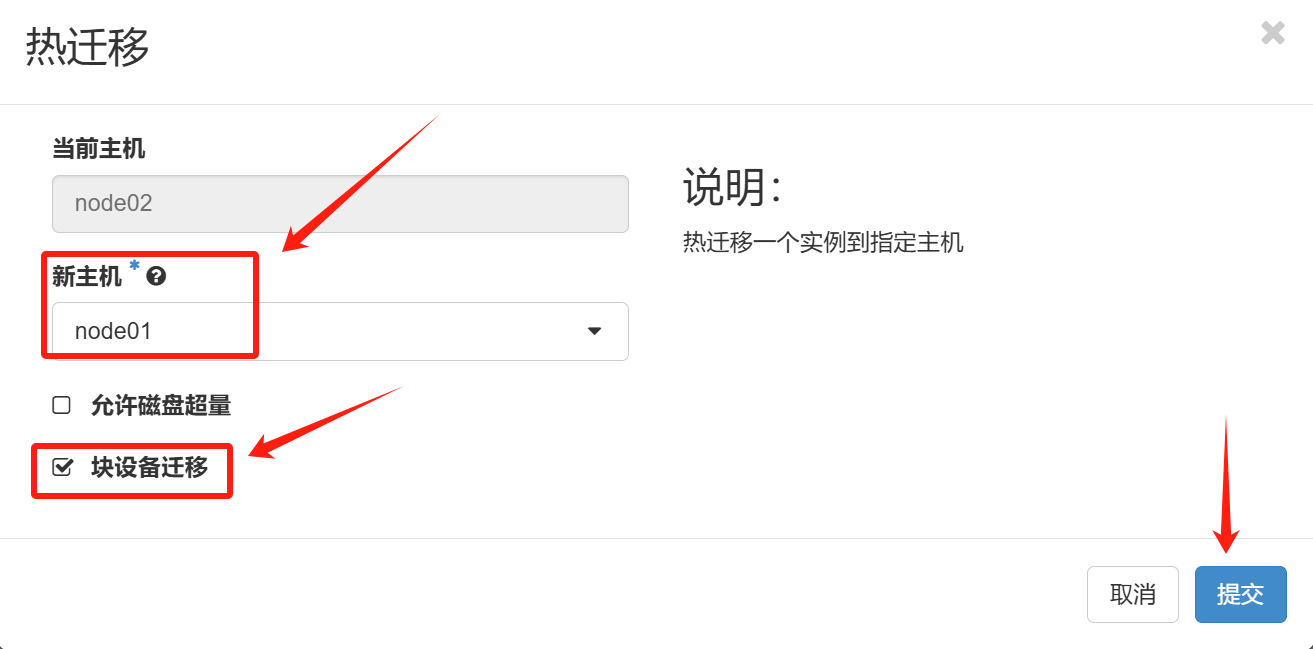 热迁移
当前主机
node02
新主机 *
node01
允许磁盘超量
块设备迁移
说明：
热迁移一个实例到指定主机
取消
提交